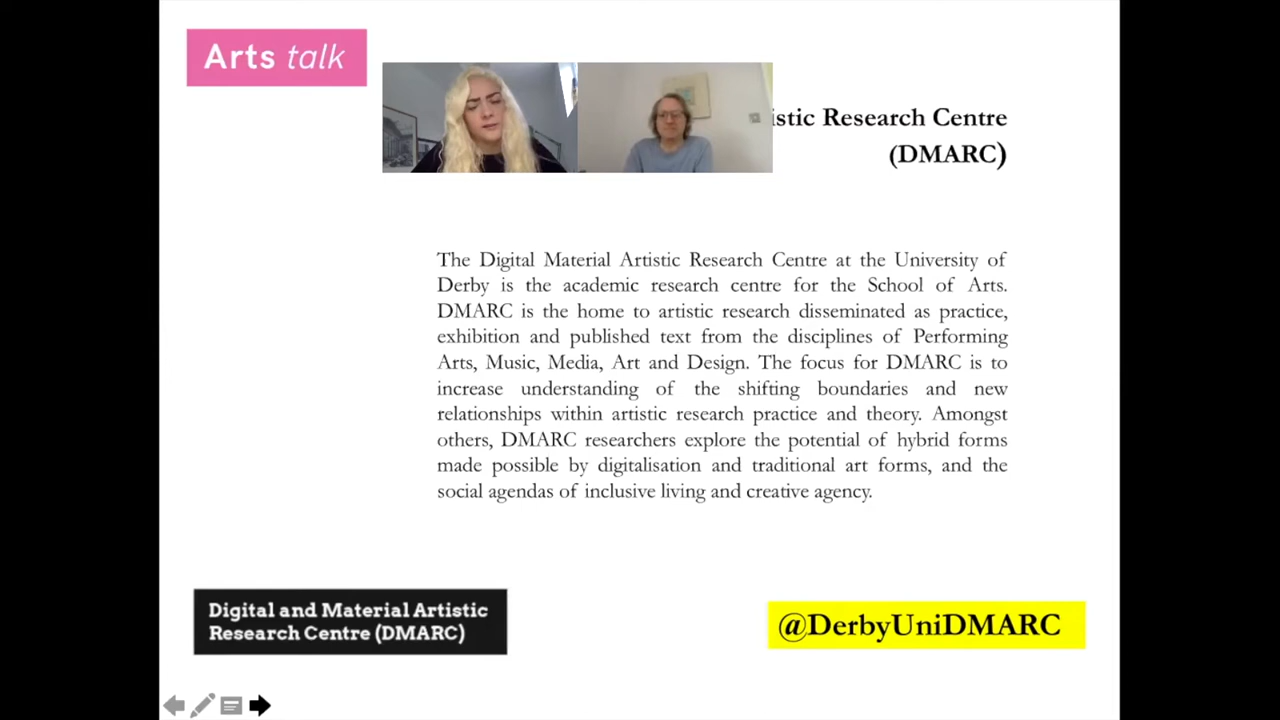 Arts talk
istic Research Centre
(DMARC)
The Digital Material Artistic Research Centre at the University of
Derby is the academic research centre for the School of Arts.
DMARC is the home to artistic research disseminated as practice,
exhibition and published text from the disciplines of Performing
Arts, Music, Media, Art and Design. The focus for DMARC is to
increase understanding of the shifting boundaries and new
relationships within artistic research practice and theory. Amongst
others, DMARC researchers explore the potential of hybrid forms
made possible by digitalisation and traditional art forms, and the
social agendas of inclusive living and creative agency.
Digital and Material Artistic
Research Centre (DMARC)
@DerbyUniDMARC